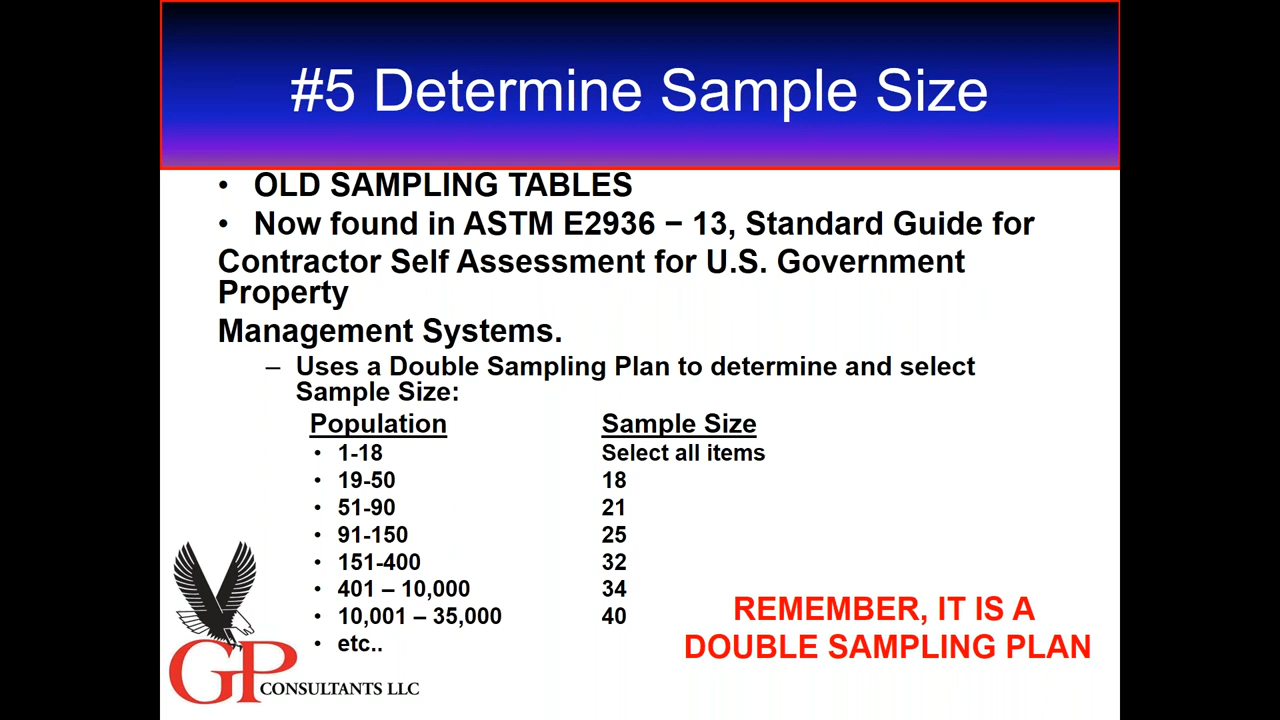 #5 Determine Sample Size
• OLD SAMPLING TABLES
• Now found in ASTM E2936 – 13, Standard Guide for
Contractor Self Assessment for U.S. Government
Property
Management Systems.
– Uses a Double Sampling Plan to determine and select
Sample Size:
Population Sample Size
• 1-18 Select all items
• 19-50 18
• 51-90 21
• 91-150 25
• 151-400 32
• 401 – 10,000 34
• 10,001 – 35,000 40
• etc..
REMEMBER, IT IS A
DOUBLE SAMPLING PLAN
GP CONSULTANTS LLC